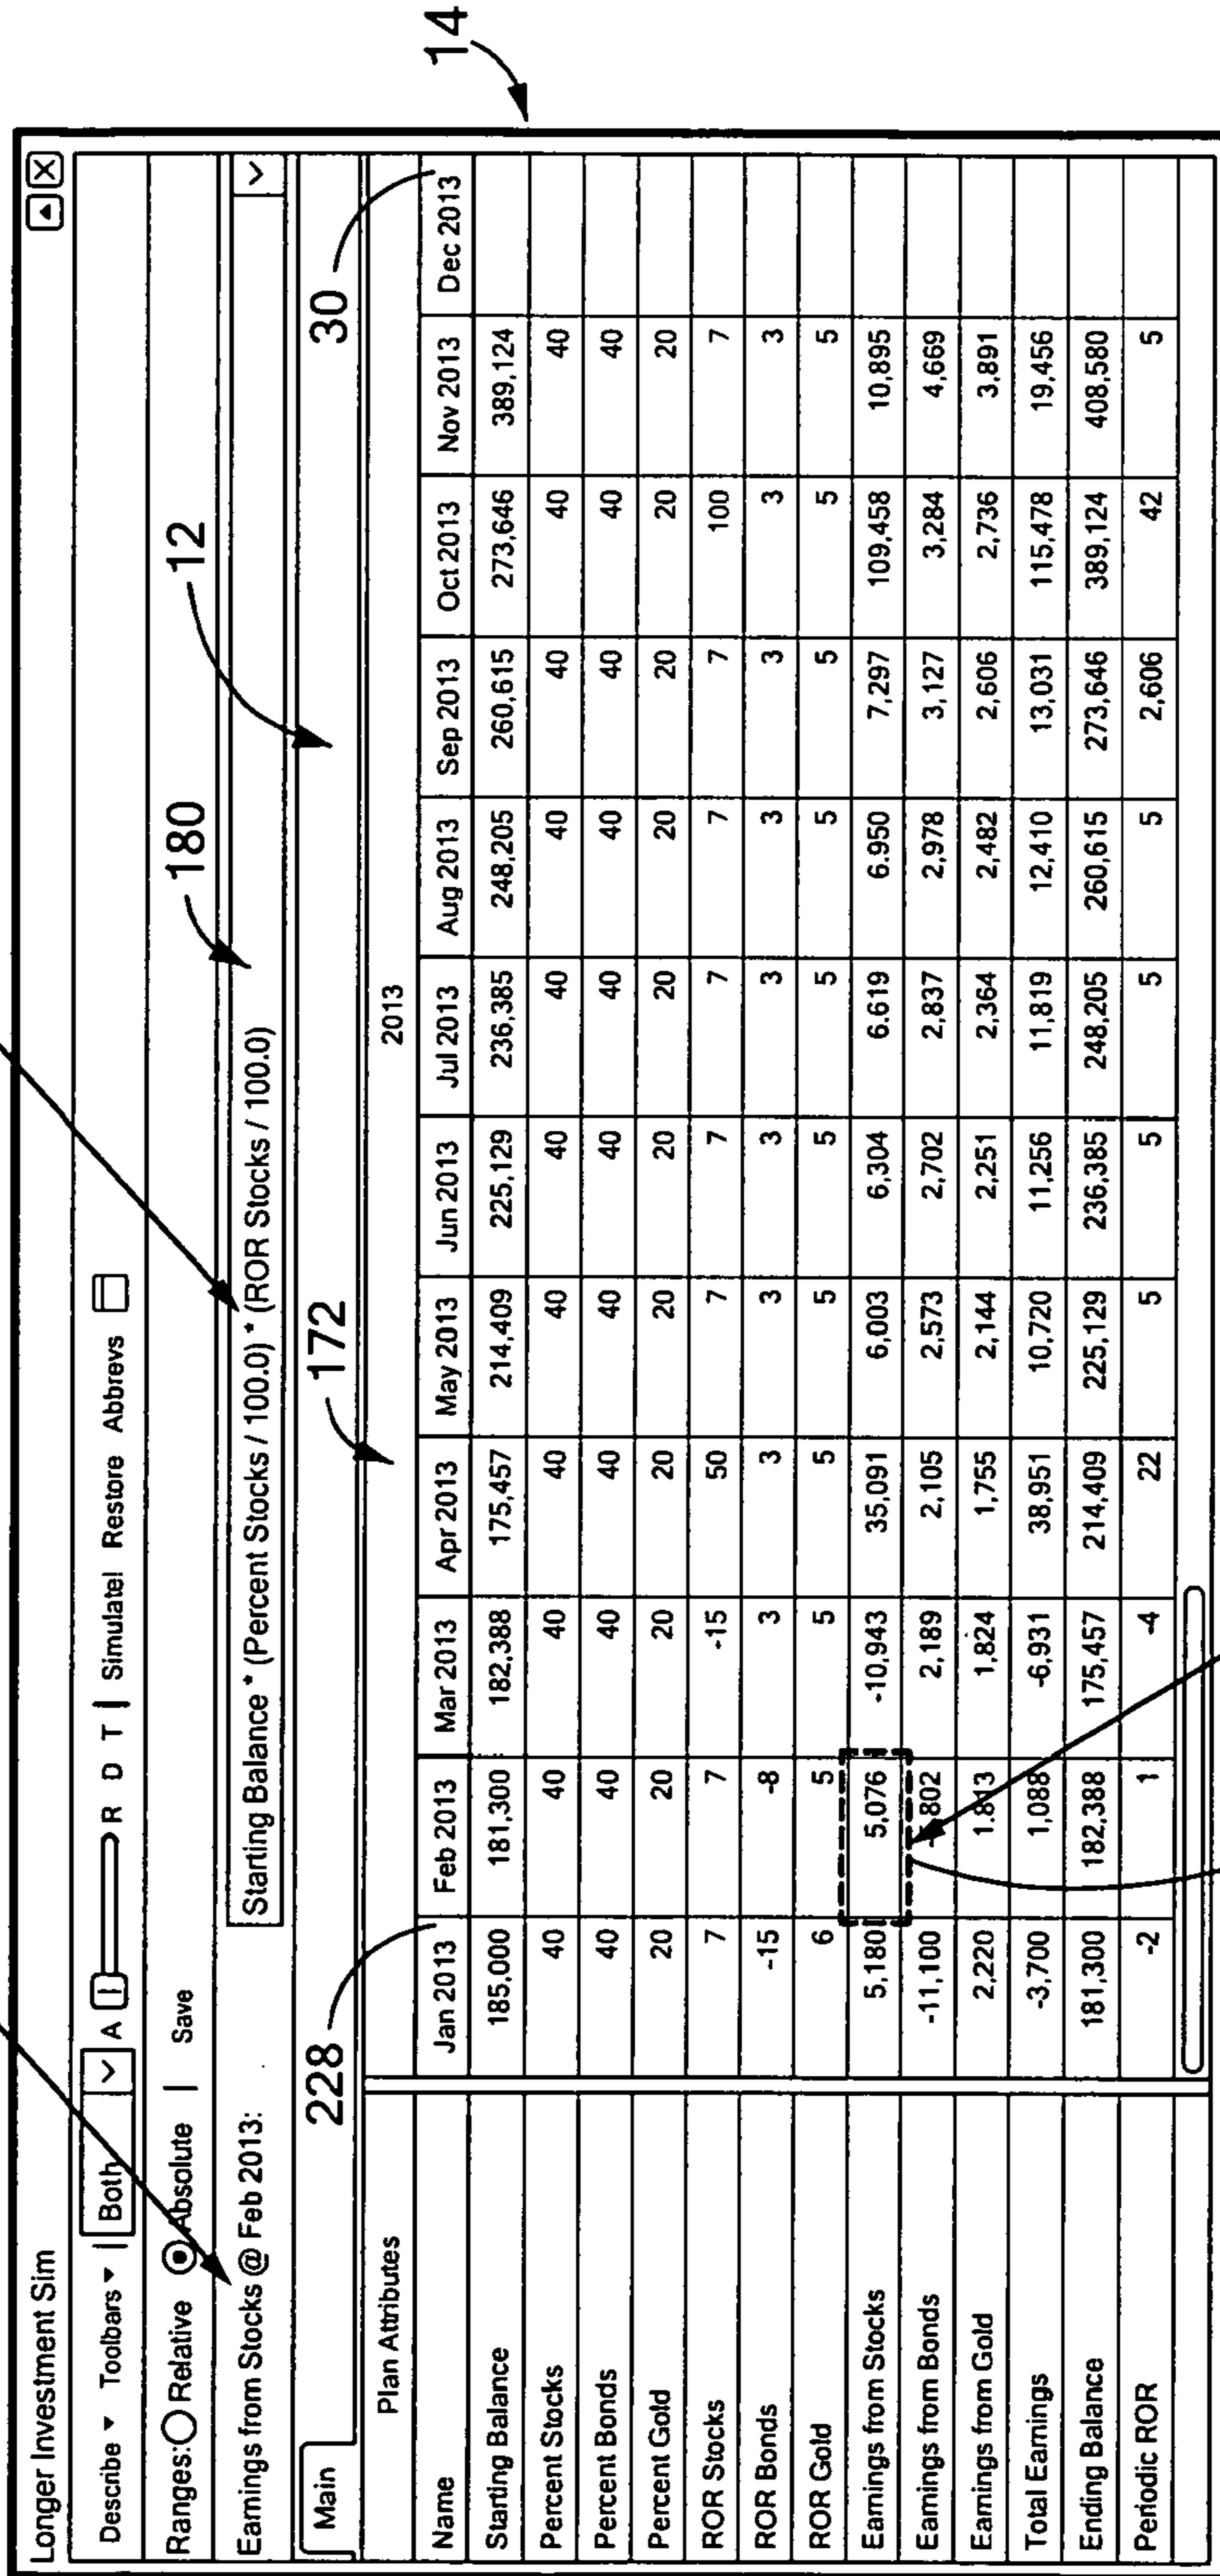 14
Longer Investment Sim
Describe Toolbars | Both A R D T | Simulate! Restore Abbrevs
Ranges: Relative Absolute | Save
180
12
Earnings from Stocks @ Feb 2013: Starting Balance * (Percent Stocks / 100.0) * (ROR Stocks / 100.0)
228
172
30
Main
Plan Attributes 2013
Name Jan 2013 Feb 2013 Mar 2013 Apr 2013 May 2013 Jun 2013 Jul 2013 Aug 2013 Sep 2013 Oct 2013 Nov 2013 Dec 2013
Starting Balance 185,000 181,300 182,388 175,457 214,409 225,129 236,385 248,205 260,615 273,646 389,124
Percent Stocks 40 40 40 40 40 40 40 40 40 40 40
Percent Bonds 40 40 40 40 40 40 40 40 40 40 40
Percent Gold 20 20 20 20 20 20 20 20 20 20 20
ROR Stocks 7 7 -15 50 7 7 7 7 7 100 7
ROR Bonds -15 -8 3 3 3 3 3 3 3 3 3
ROR Gold 6 5 5 5 5 5 5 5 5 5 5
Earnings from Stocks 5,180 5,076 -10,943 35,091 6,003 6,304 6.619 6.950 7,297 109,458 10,895
Earnings from Bonds -11,100 2,189 2,105 2,573 2,702 2,837 2,978 3,127 3,284 4,669
Earnings from Gold 2,220 1.813 1,824 1,755 2,144 2,251 2,364 2,482 2,606 2,736 3,891
Total Earnings -3,700 1,088 -6,931 38,951 10,720 11,256 11,819 12,410 13,031 115,478 19,456
Ending Balance 181,300 182,388 175,457 214,409 225,129 236,385 248,205 260,615 273,646 389,124 408,580
Periodic ROR -2 1 -4 22 5 5 5 5 2,606 42 5